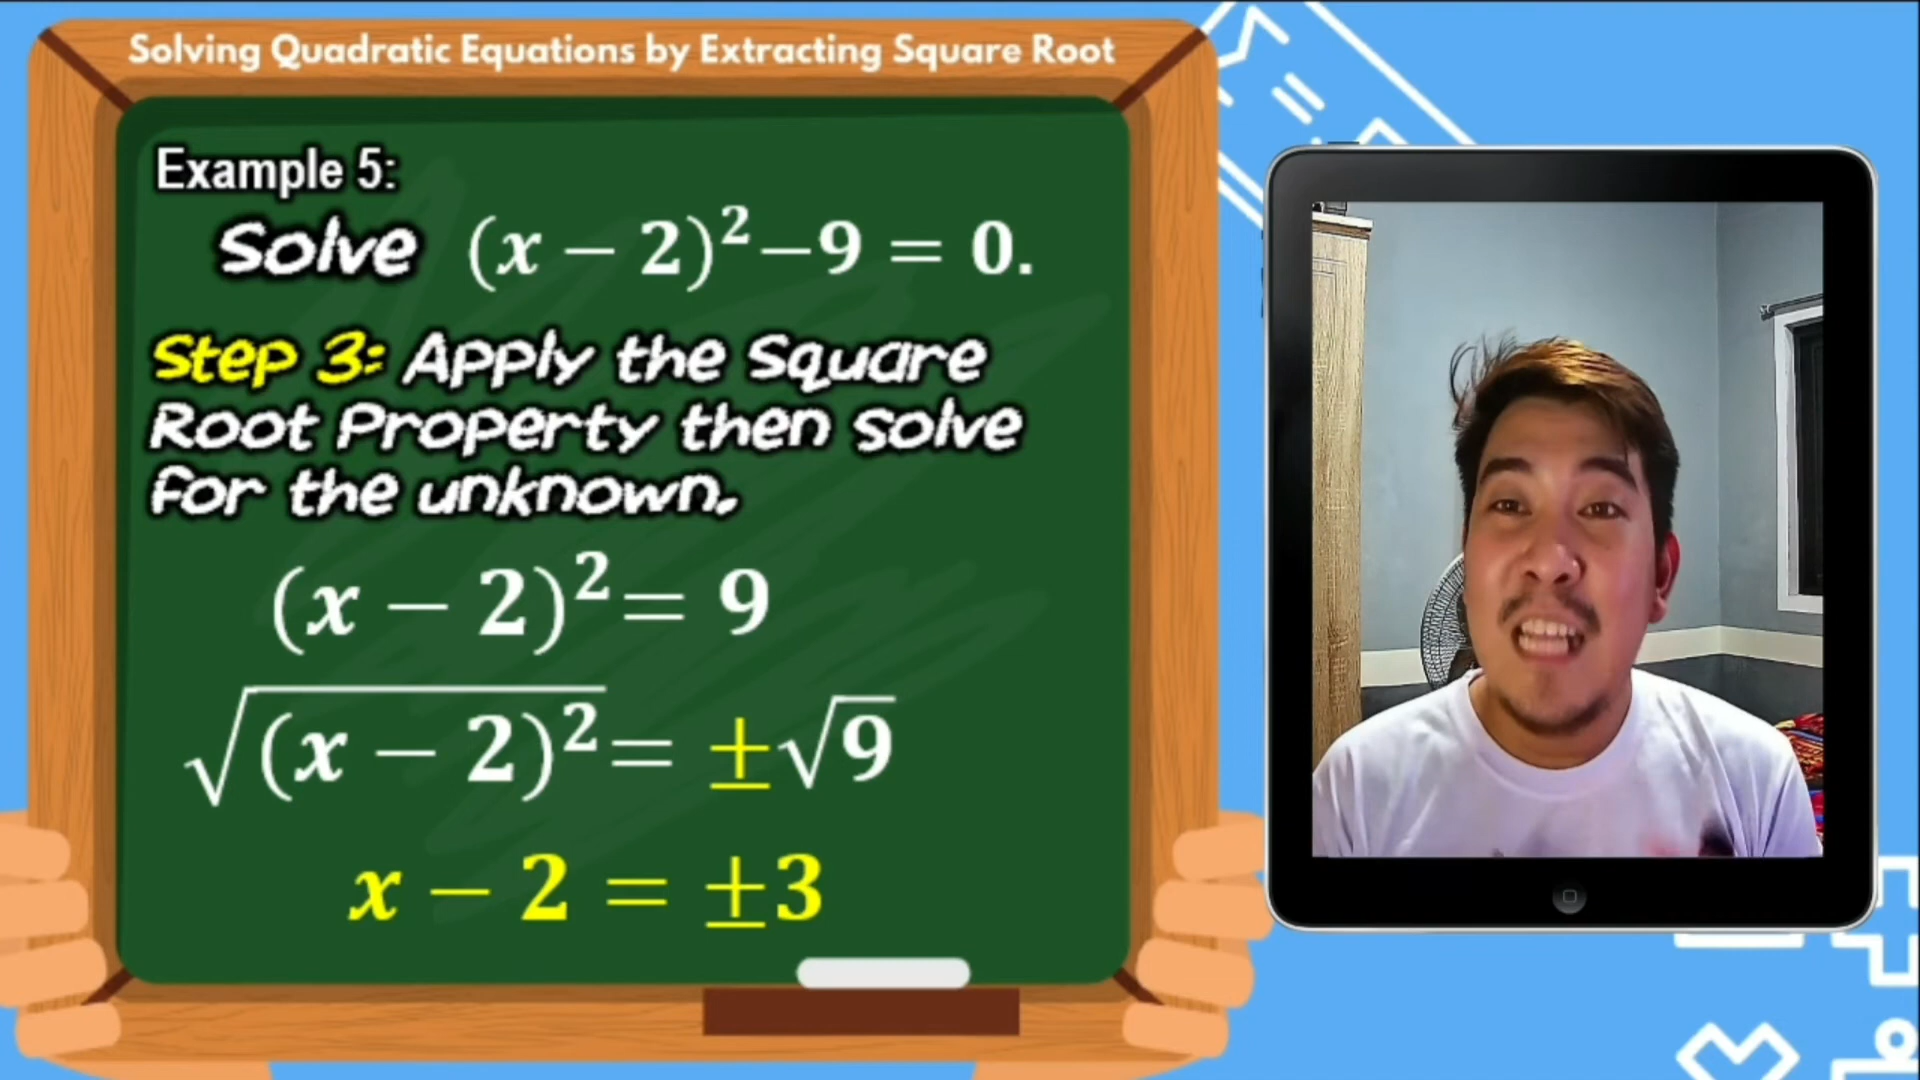 Solving Quadratic Equations by Extracting Square Root
Example 5:
Solve (x − 2)²−9 = 0.
Step 3: Apply the Square
Root Property then solve
for the unknown.
(x − 2)²= 9
√(x − 2)²= ±√9
x − 2 = ±3